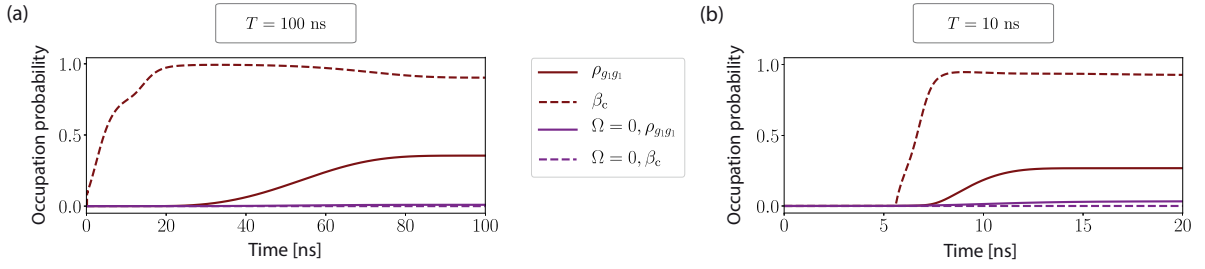 (a)
T = 100 ns
Occupation probability
1.0
0.5
0.0
0
20
40
60
80
100
Time [ns]
ρg₁g₁
βc
Ω = 0, ρg₁g₁
Ω = 0, βc
(b)
T = 10 ns
Occupation probability
1.0
0.5
0.0
0
5
10
15
20
Time [ns]